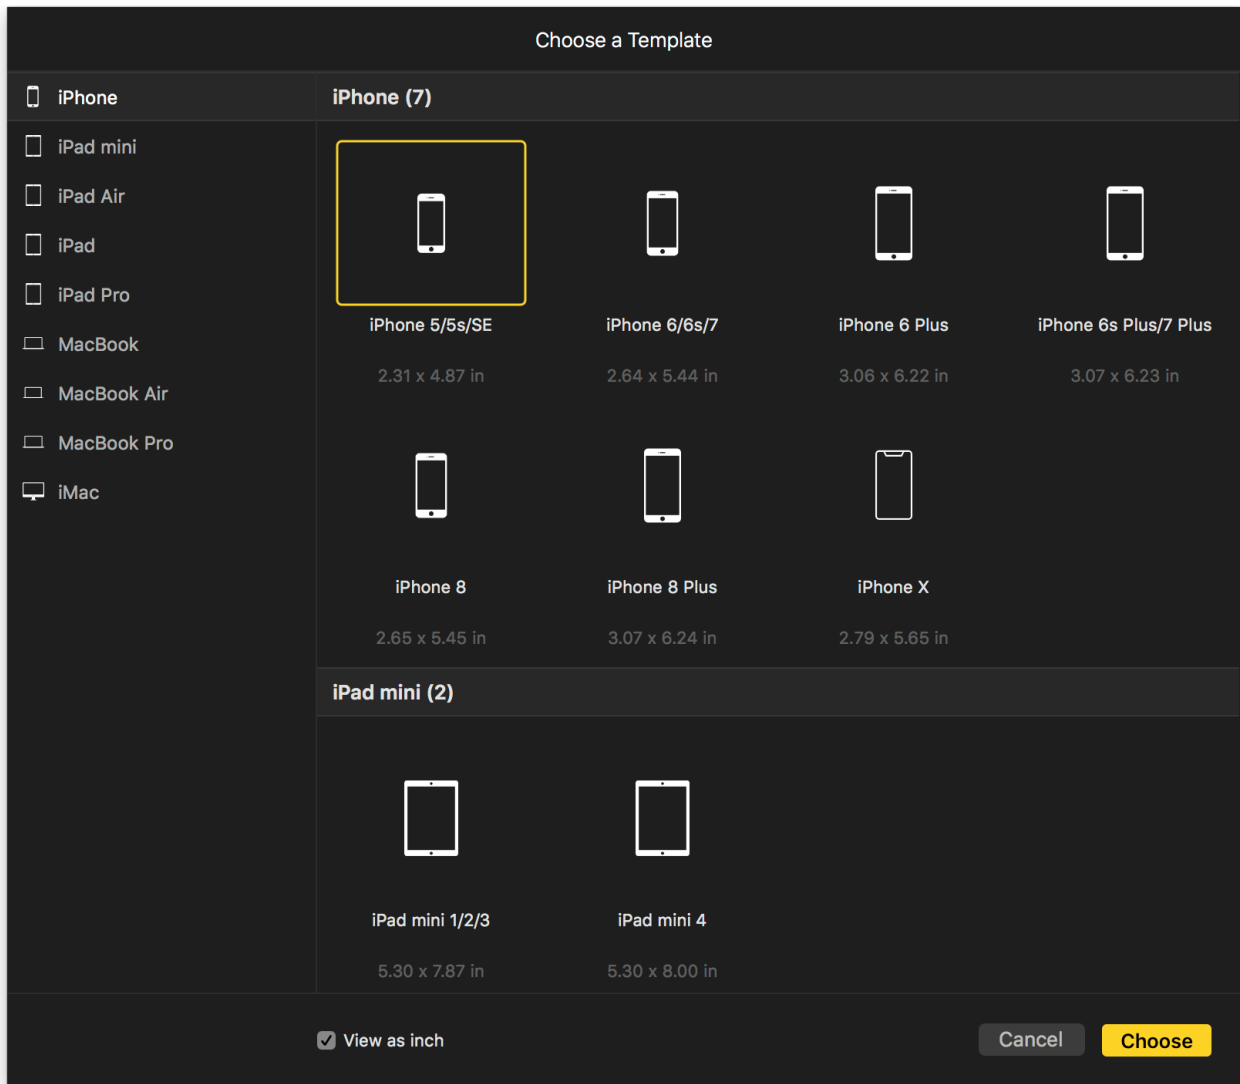 Choose a Template
iPhone
iPad mini
iPad Air
iPad
iPad Pro
MacBook
MacBook Air
MacBook Pro
iMac
iPhone (7)
iPhone 5/5s/SE
2.31 x 4.87 in
iPhone 6/6s/7
2.64 x 5.44 in
iPhone 6 Plus
3.06 x 6.22 in
iPhone 6s Plus/7 Plus
3.07 x 6.23 in
iPhone 8
2.65 x 5.45 in
iPhone 8 Plus
3.07 x 6.24 in
iPhone X
2.79 x 5.65 in
iPad mini (2)
iPad mini 1/2/3
5.30 x 7.87 in
iPad mini 4
5.30 x 8.00 in
View as inch
Cancel
Choose